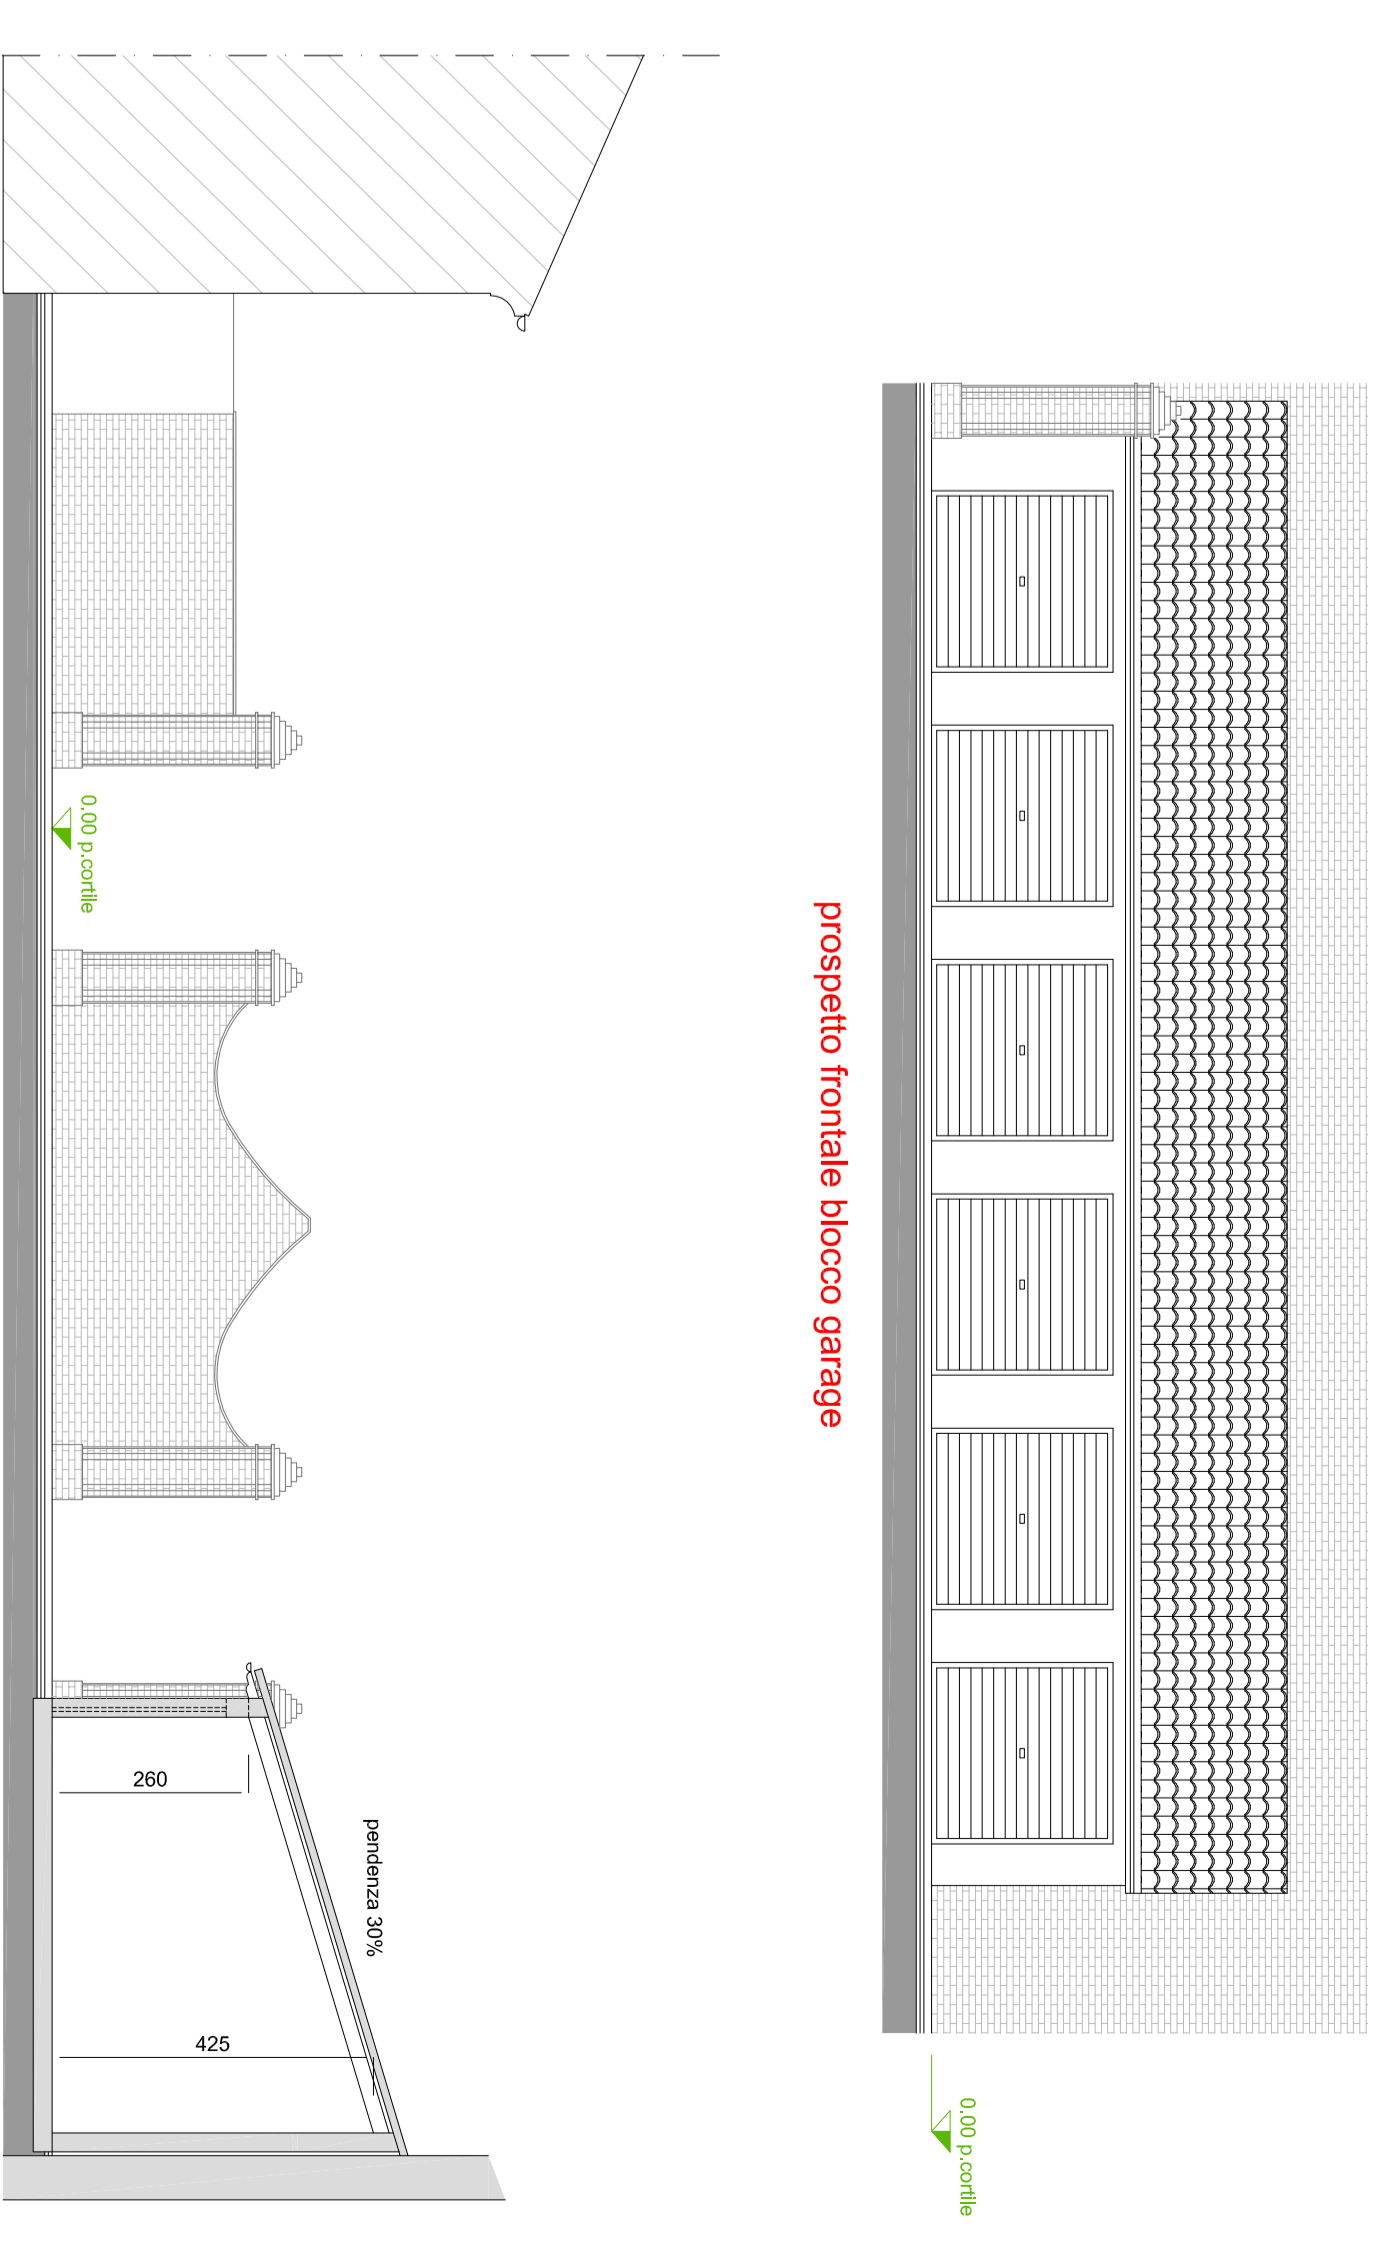 0.00 p.cortile
prospetto frontale blocco garage
0.00 p.cortile
pendenza 30%
260
425